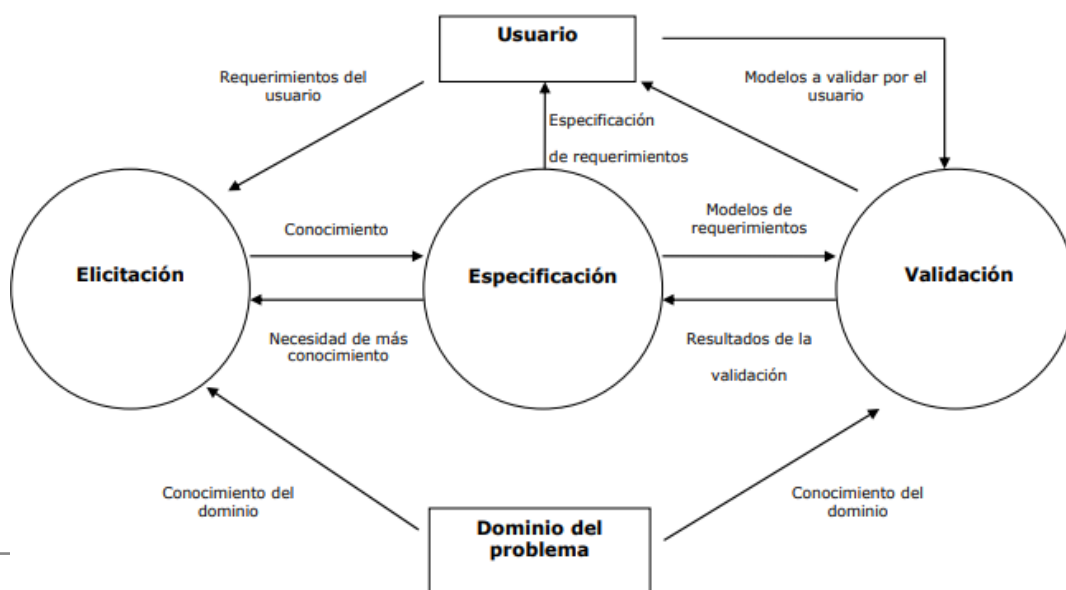 Usuario
Requerimientos del
usuario
Modelos a validar por el
usuario
Especificación
de requerimientos
Conocimiento
Modelos de
requerimientos
Elicitación
Especificación
Validación
Necesidad de más
conocimiento
Resultados de la
validación
Conocimiento del
dominio
Conocimiento del
dominio
Dominio del
problema